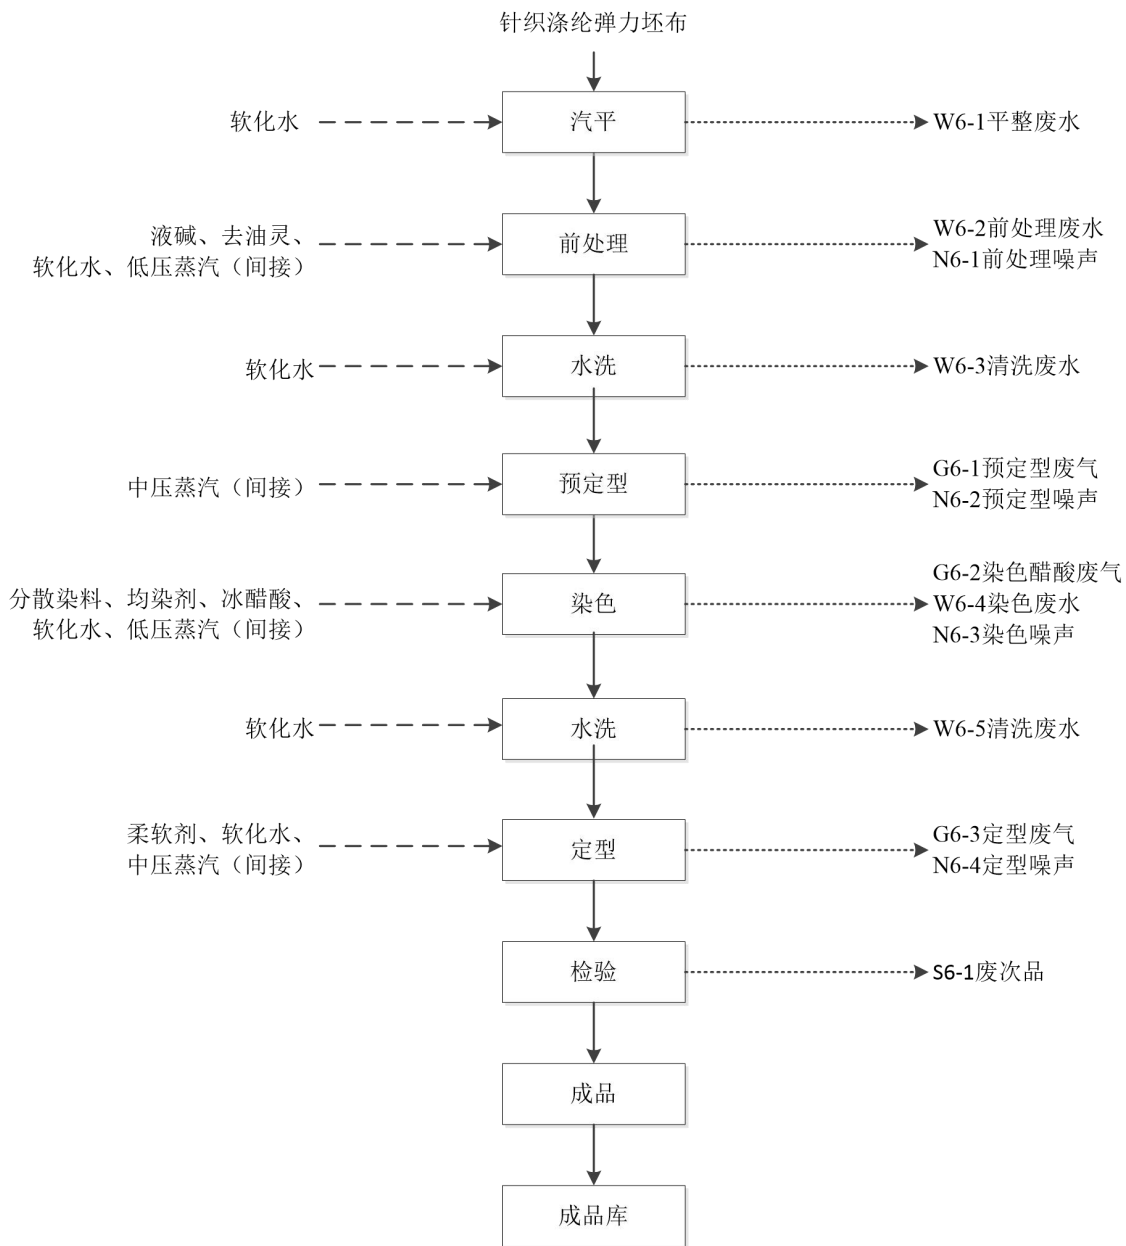 针织涤纶弹力坯布
软化水
汽平
W6-1平整废水
液碱、去油灵、
软化水、低压蒸汽（间接）
前处理
W6-2前处理废水
N6-1前处理噪声
软化水
水洗
W6-3清洗废水
中压蒸汽（间接）
预定型
G6-1预定型废气
N6-2预定型噪声
分散染料、均染剂、冰醋酸、
软化水、低压蒸汽（间接）
染色
G6-2染色醋酸废气
W6-4染色废水
N6-3染色噪声
软化水
水洗
W6-5清洗废水
柔软剂、软化水、
中压蒸汽（间接）
定型
G6-3定型废气
N6-4定型噪声
检验
S6-1废次品
成品
成品库